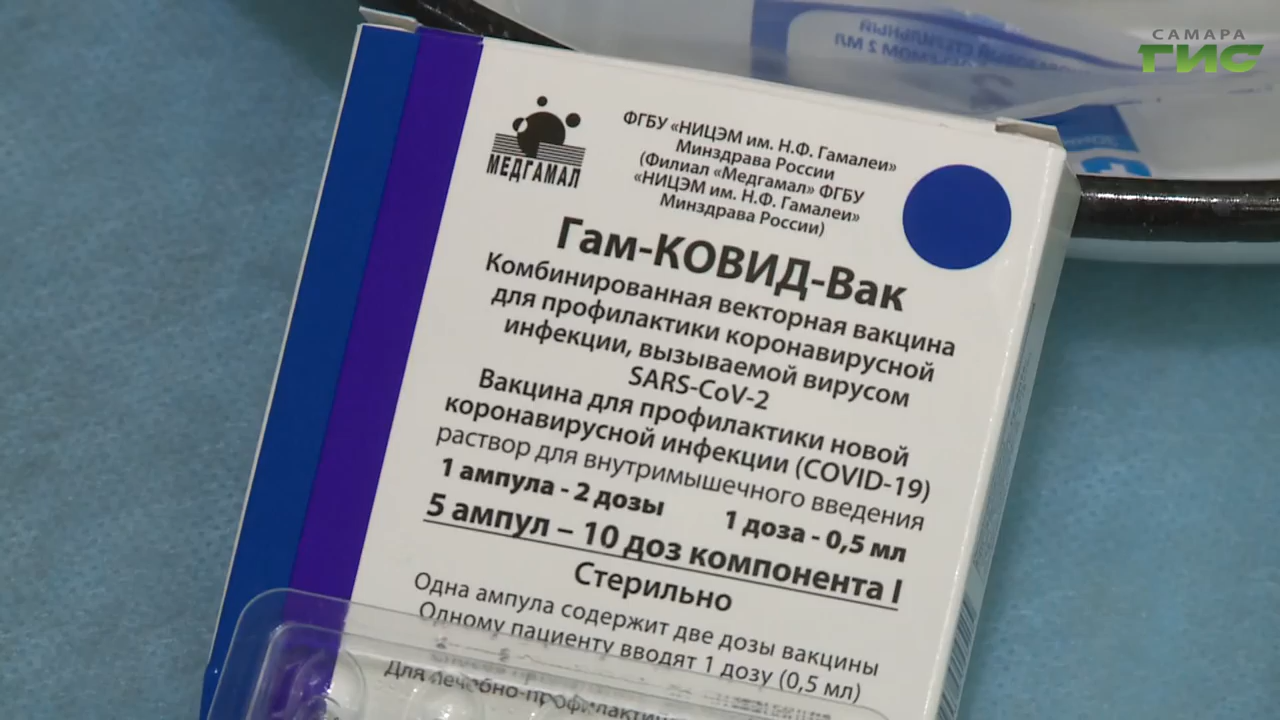 САМАРА
ГИС
МЕДГАМАЛ
ФГБУ «НИЦЭМ им. Н.Ф. Гамалеи»
Минздрава России
(Филиал «Медгамал» ФГБУ
«НИЦЭМ им. Н.Ф. Гамалеи»
Минздрава России)
Гам-КОВИД-Вак
Комбинированная векторная вакцина
для профилактики коронавирусной
инфекции, вызываемой вирусом
SARS-CoV-2
Вакцина для профилактики новой
коронавирусной инфекции (COVID-19)
раствор для внутримышечного введения
1 ампула - 2 дозы 1 доза - 0,5 мл
5 ампул – 10 доз компонента I
Стерильно
Одна ампула содержит две дозы вакцины
Одному пациенту вводят 1 дозу (0,5 мл)
Для лечебно-профилактич